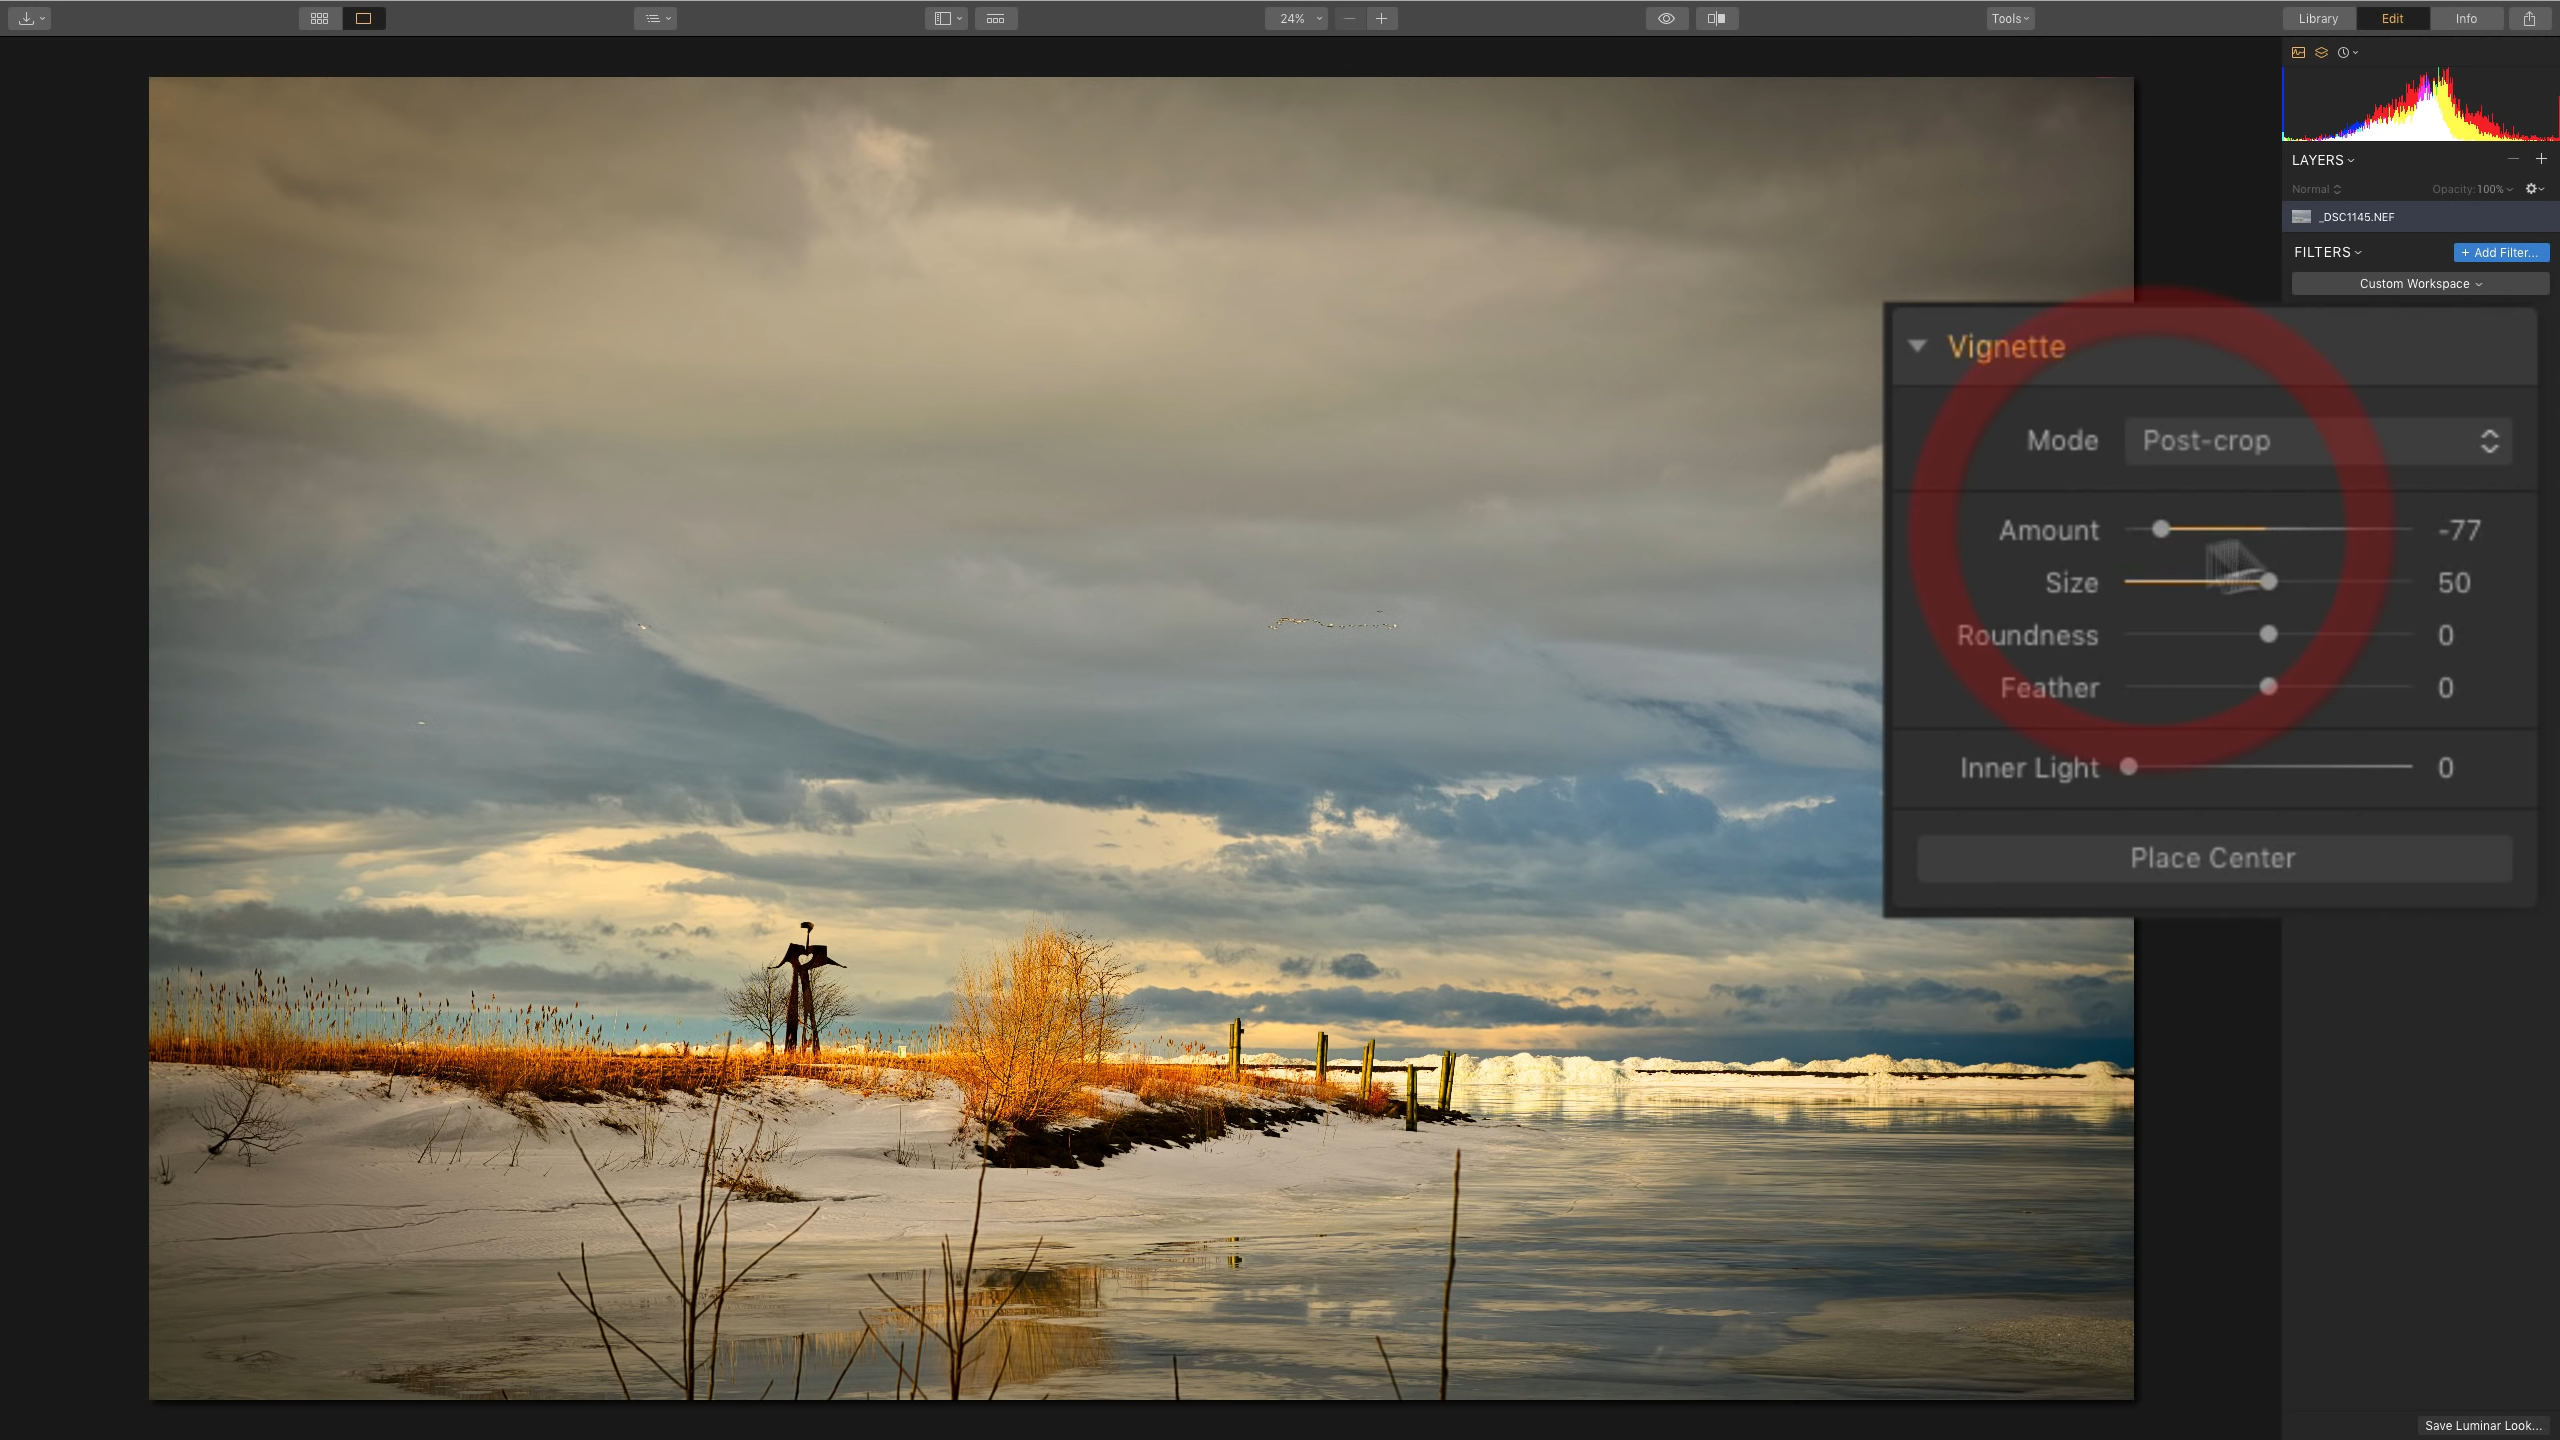 24%
Tools
Library
Edit
Info
LAYERS
Normal
Opacity: 100%
_DSC1145.NEF
FILTERS
+ Add Filter...
Custom Workspace
Vignette
Mode Post-crop
Amount -77
Size 50
Roundness 0
Feather 0
Inner Light 0
Place Center
Save Luminar Look...